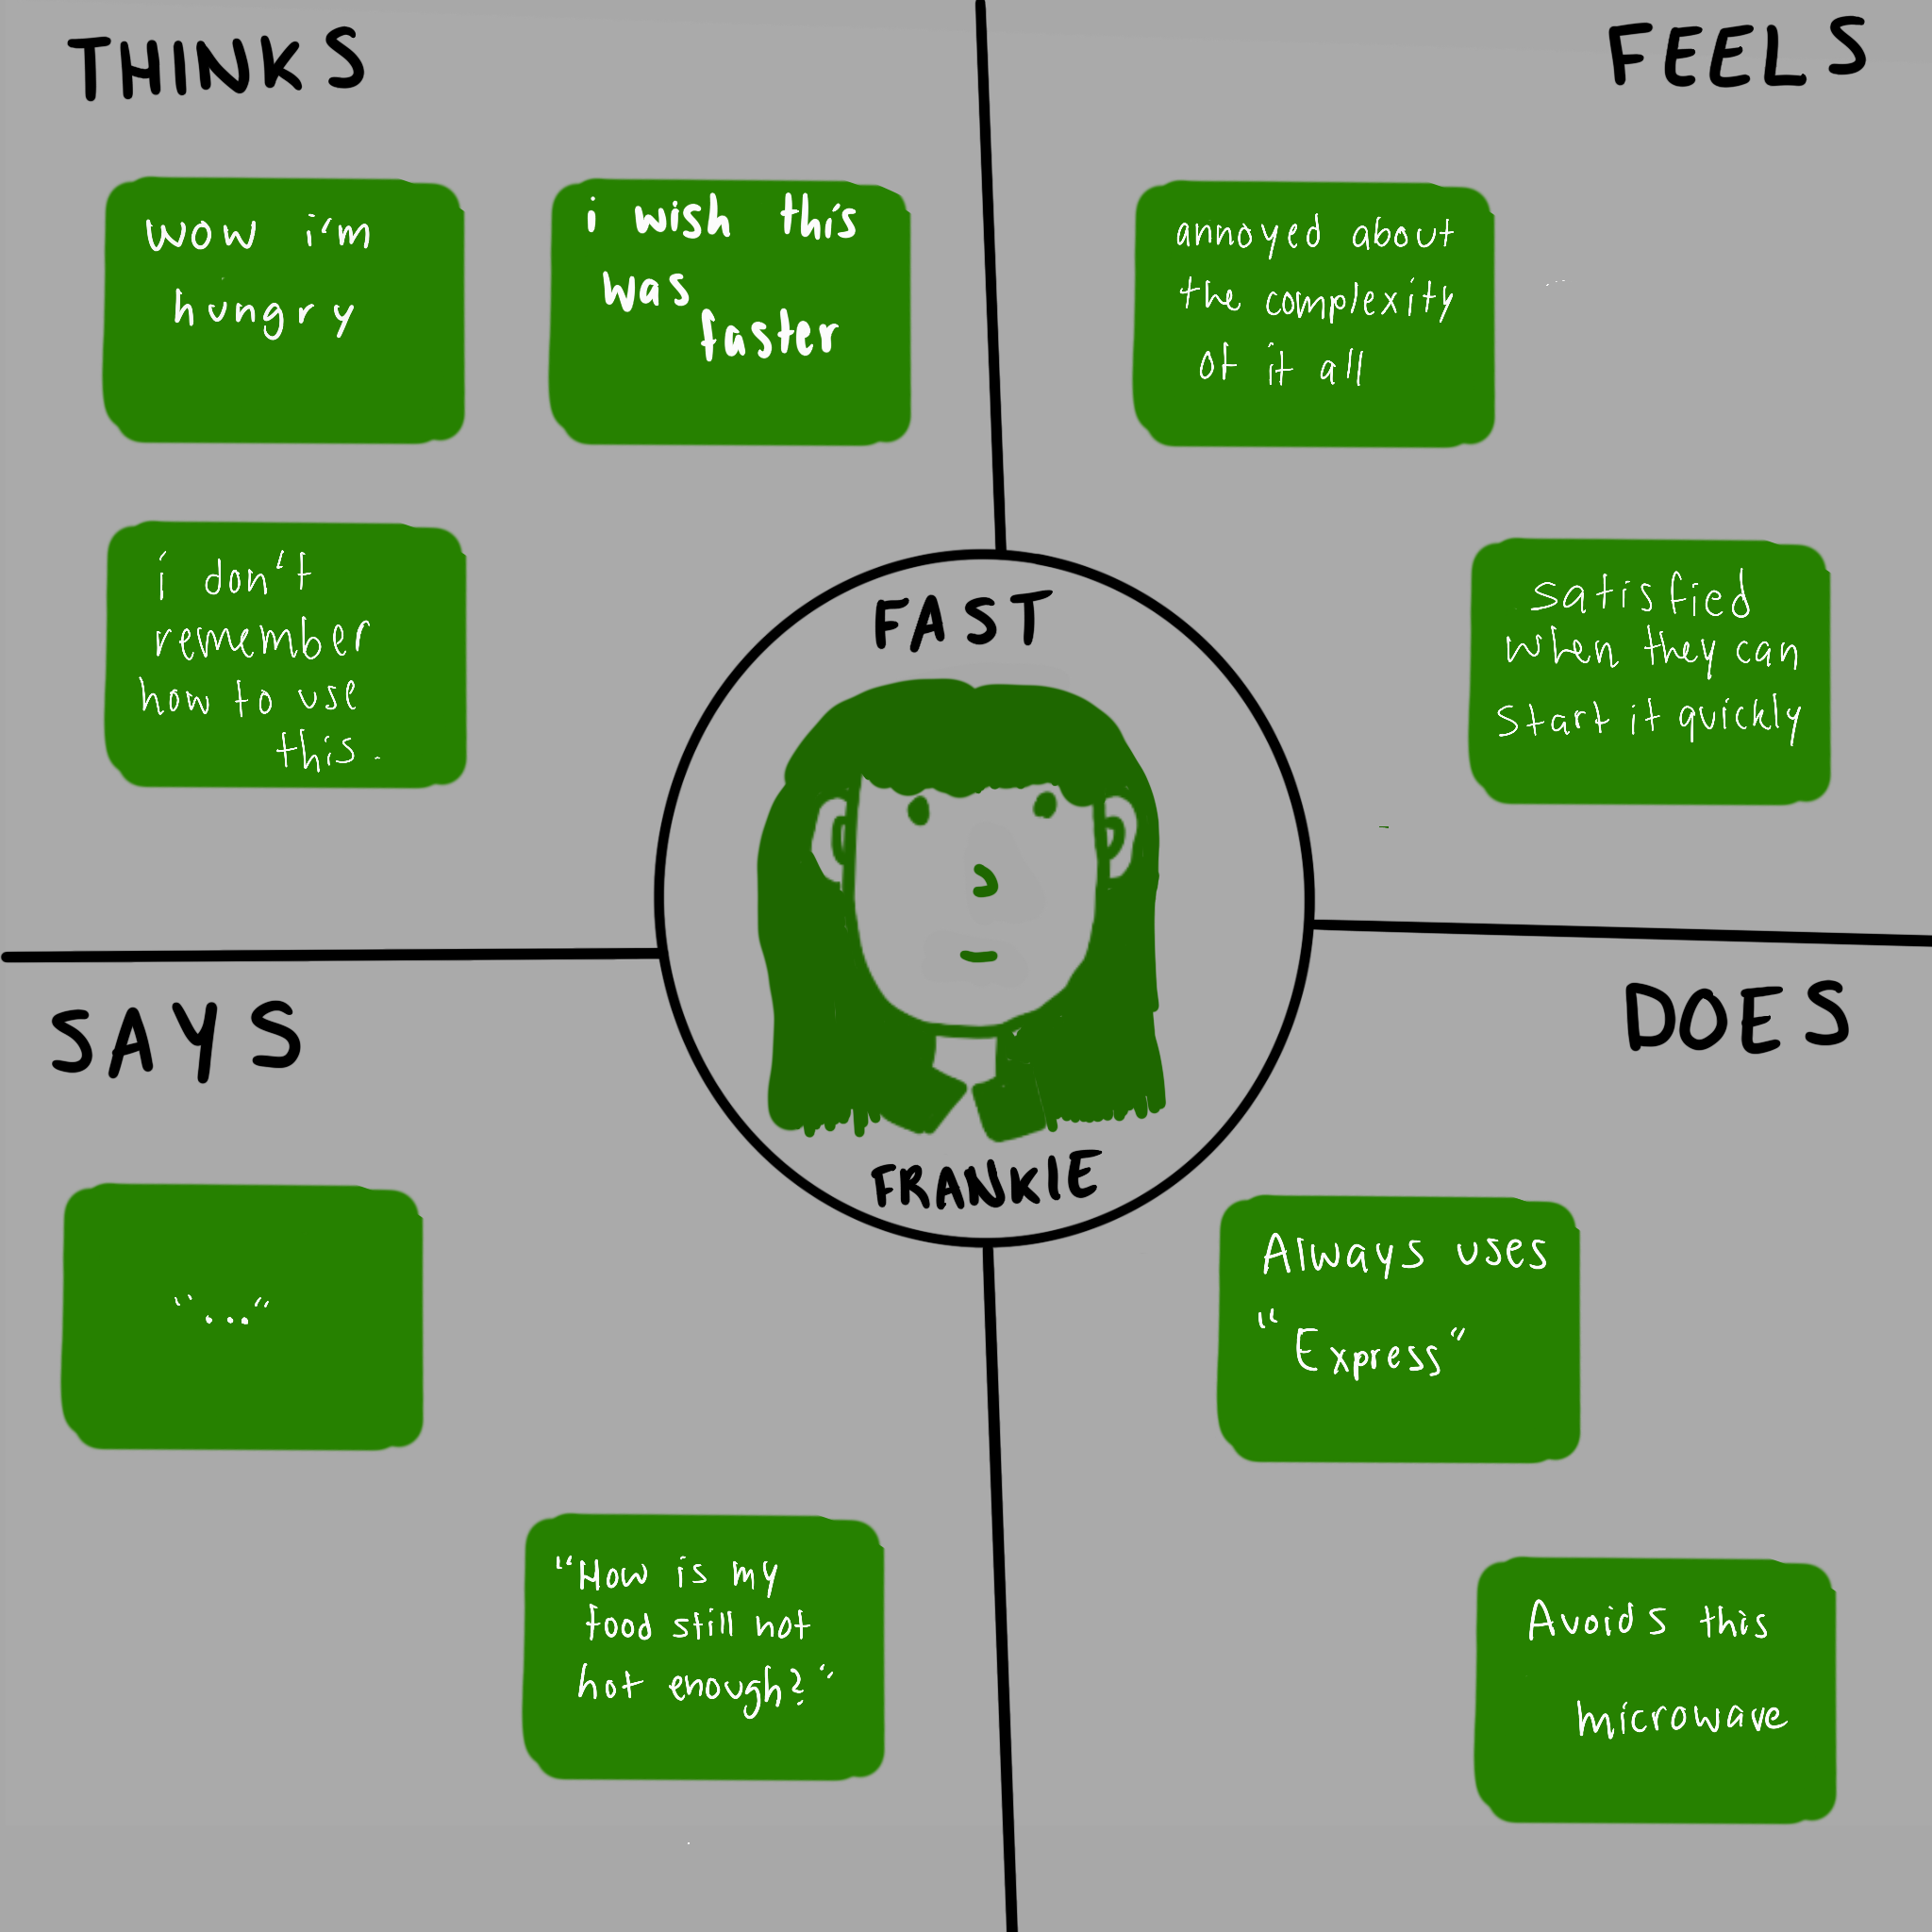 THINKS
wow i'm
hungry
i wish this
was
faster
i don't
remember
how to use
this.
FEELS
annoyed about
the complexity
of it all
satisfied
when they can
start it quickly
FAST
FRANKIE
SAYS
"..."
"How is my
food still not
hot enough?"
DOES
Always uses
"Express"
Avoids this
microwave